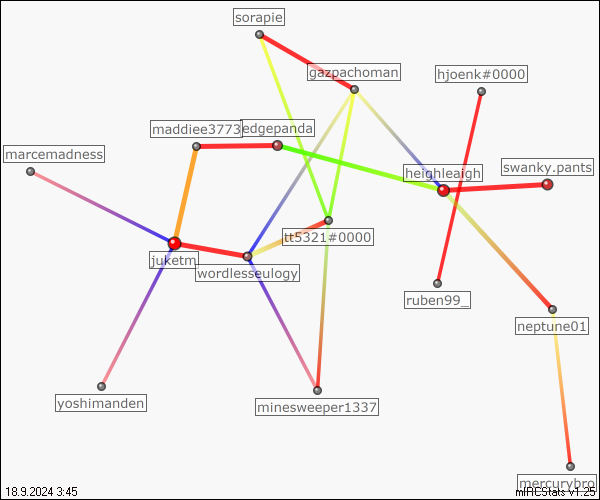 sorapie
gazpachoman
hjoenk#0000
maddiee3773
edgepanda
marcemadness
heighleaigh
swanky.pants
tt5321#0000
juketm
wordlesseulogy
ruben99_
neptune01
yoshimanden
minesweeper1337
mercurybro
18.9.2024 3:45
mIRCStats v1.25